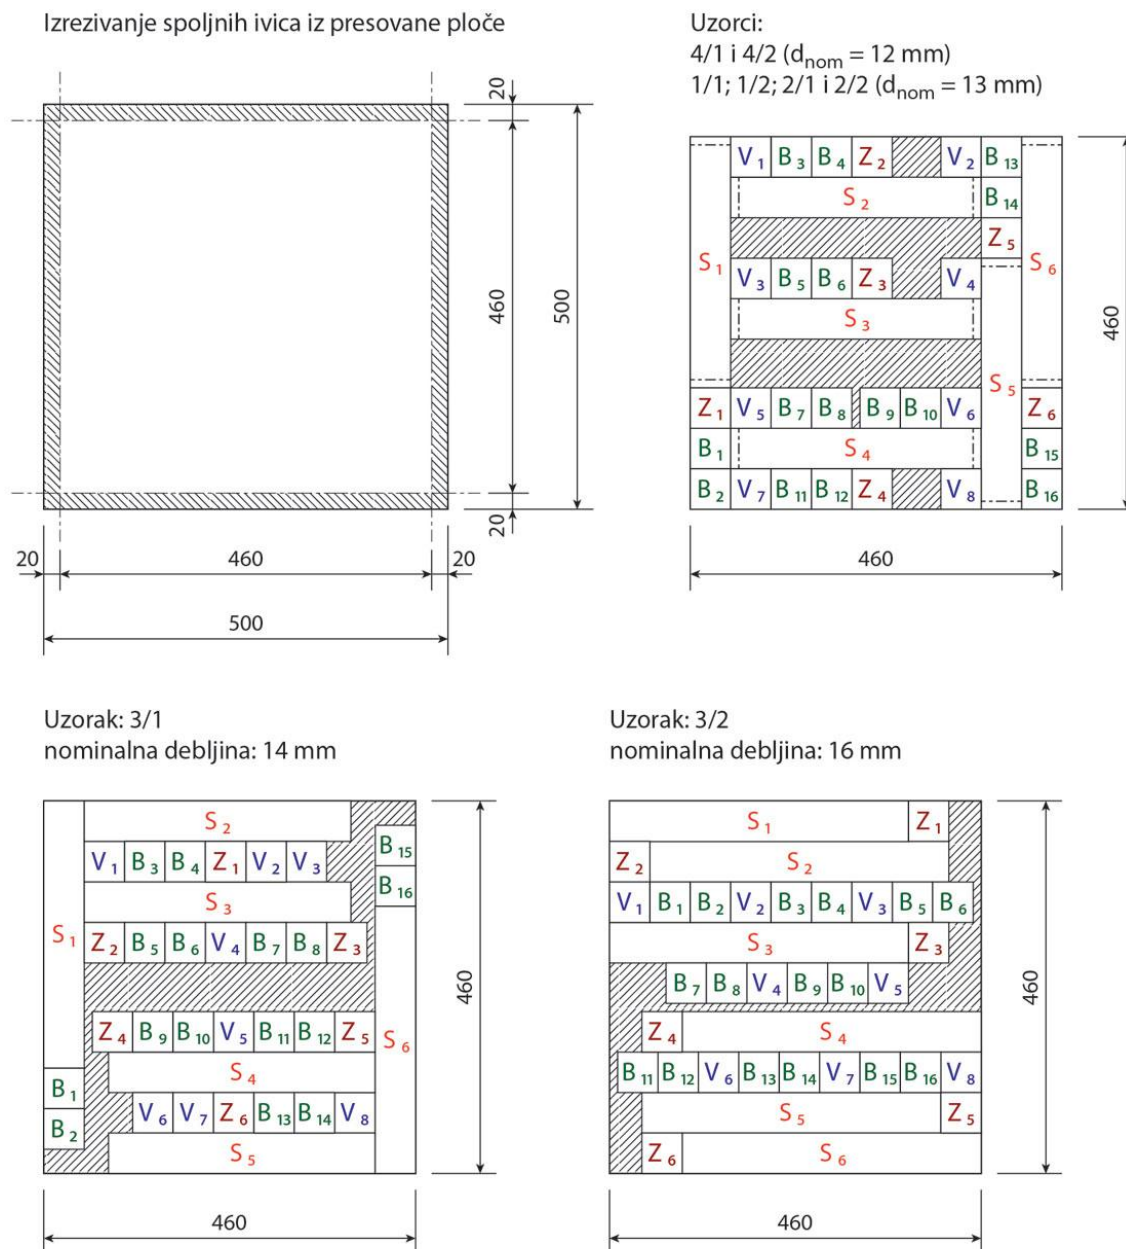 Izrezivanje spoljnih ivica iz presovane ploče
20
460
500
20
20
460
20
500
Uzorci:
4/1 i 4/2 (dnom = 12 mm)
1/1; 1/2; 2/1 i 2/2 (dnom = 13 mm)
V1 B3 B4 Z2 V2 B13
S2 B14
Z5
S1 S6
V3 B5 B6 Z3 V4
S3
S5
Z1 V5 B7 B8 B9 B10 V6 Z6
B1 S4 B15
B2 V7 B11 B12 Z4 V8 B16
460
460
Uzorak: 3/1
nominalna debljina: 14 mm
S2
V1 B3 B4 Z1 V2 V3 B15
S3 B16
S1 Z2 B5 B6 V4 B7 B8 Z3
Z4 B9 B10 V5 B11 B12 Z5 S6
B1 S4
B2 V6 V7 Z6 B13 B14 V8
S5
460
460
Uzorak: 3/2
nominalna debljina: 16 mm
S1 Z1
Z2 S2
V1 B1 B2 V2 B3 B4 V3 B5 B6
S3 Z3
B7 B8 V4 B9 B10 V5
Z4 S4
B11 B12 V6 B13 B14 V7 B15 B16 V8
S5 Z5
Z6 S6
460
460